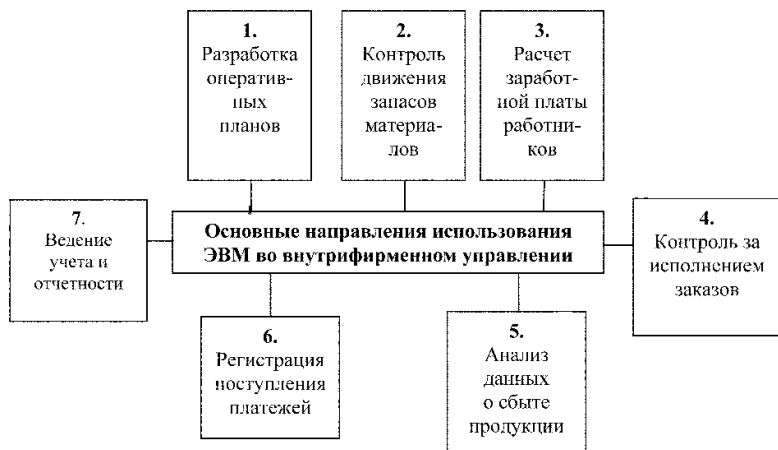 1.
Разработка
оператив-
ных
планов
2.
Контроль
движения
запасов
материа-
лов
3.
Расчет
заработ-
ной платы
работни-
ков
7.
Ведение
учета и
отчетности
Основные направления использования
ЭВМ во внутрифирменном управлении
4.
Контроль за
исполнением
заказов
6.
Регистрация
поступления
платежей
5.
Анализ
данных
о сбыте
продукции